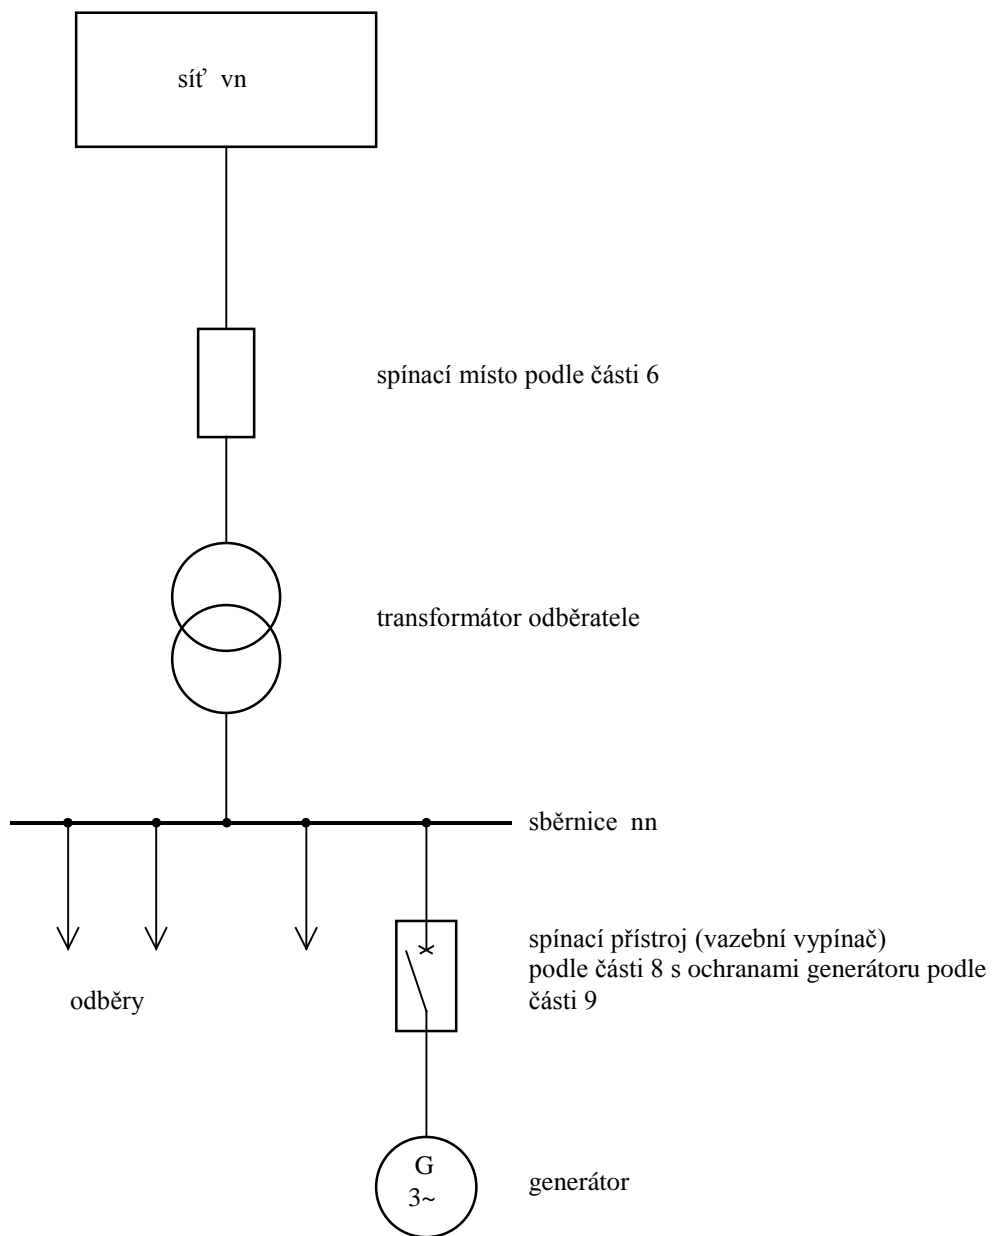 síť vn
spínací místo podle části 6
transformátor odběratele
sběrnice nn
spínací přístroj (vazební vypínač)
podle části 8 s ochranami generátoru podle
části 9
odběry
G
3~
generátor